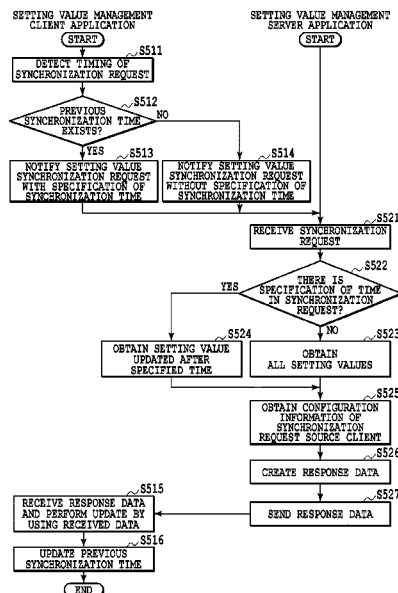 SETTING VALUE MANAGEMENT
CLIENT APPLICATION
START
S511
DETECT TIMING OF
SYNCHRONIZATION REQUEST
S512
PREVIOUS
SYNCHRONIZATION TIME
EXISTS?
NO
YES
S513
NOTIFY SETTING VALUE
SYNCHRONIZATION REQUEST
WITH SPECIFICATION OF
SYNCHRONIZATION TIME
S514
NOTIFY SETTING VALUE
SYNCHRONIZATION REQUEST
WITHOUT SPECIFICATION OF
SYNCHRONIZATION TIME
SETTING VALUE MANAGEMENT
SERVER APPLICATION
START
S521
RECEIVE SYNCHRONIZATION
REQUEST
S522
THERE IS
SPECIFICATION OF TIME
IN SYNCHRONIZATION
REQUEST?
YES
NO
S524
OBTAIN SETTING VALUE
UPDATED AFTER
SPECIFIED TIME
S523
OBTAIN
ALL SETTING VALUES
S525
OBTAIN CONFIGURATION
INFORMATION OF
SYNCHRONIZATION
REQUEST SOURCE CLIENT
S526
CREATE RESPONSE DATA
S527
SEND RESPONSE DATA
S515
RECEIVE RESPONSE DATA
AND PERFORM UPDATE BY
USING RECEIVED DATA
S516
UPDATE PREVIOUS
SYNCHRONIZATION TIME
END